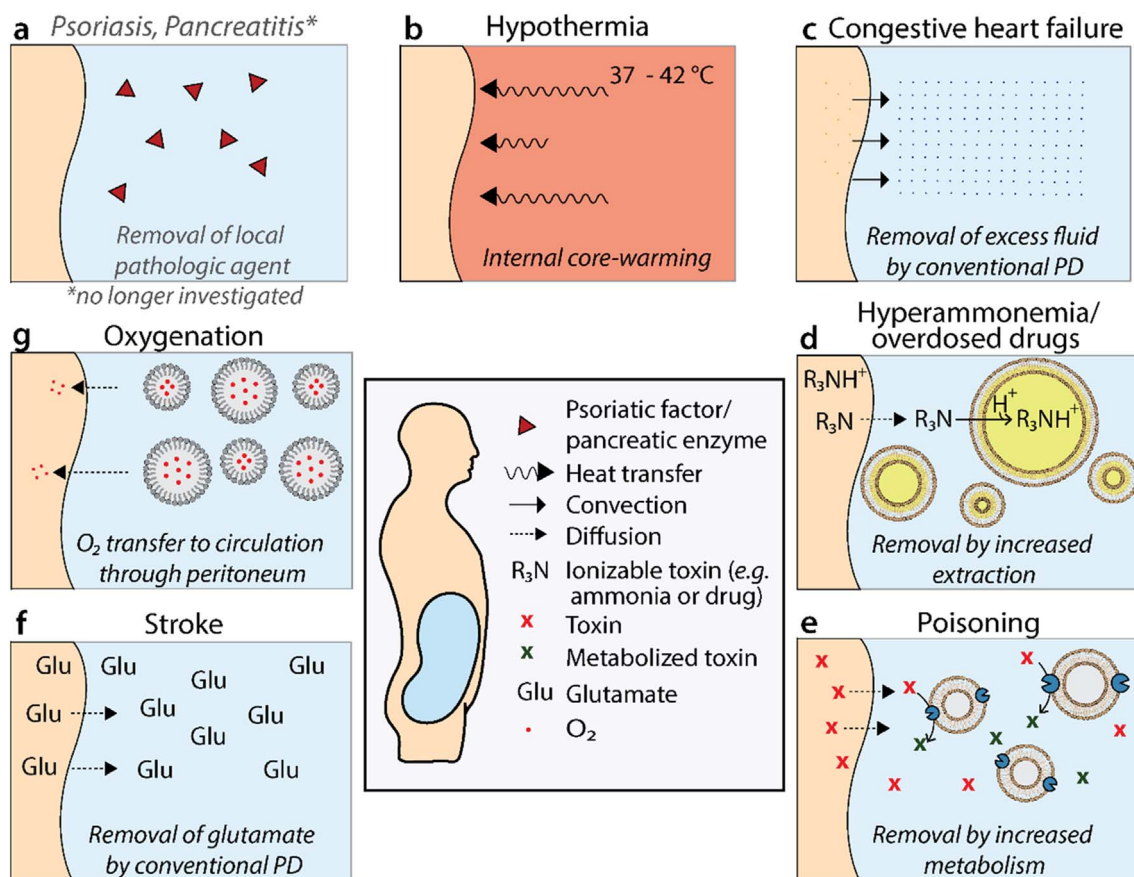 a
Psoriasis, Pancreatitis*
Removal of local
pathologic agent
*no longer investigated
b
Hypothermia
37 - 42 °C
Internal core-warming
c
Congestive heart failure
Removal of excess fluid
by conventional PD
g
Oxygenation
O₂ transfer to circulation
through peritoneum
Psoriatic factor/
pancreatic enzyme
Heat transfer
Convection
Diffusion
R₃N Ionizable toxin (e.g.
ammonia or drug)
x Toxin
x Metabolized toxin
Glu Glutamate
O₂
d
Hyperammonemia/
overdosed drugs
R₃NH⁺
R₃N R₃N H⁺ R₃NH⁺
Removal by increased
extraction
f
Stroke
Glu Glu Glu Glu
Glu Glu Glu Glu
Glu Glu Glu
Removal of glutamate
by conventional PD
e
Poisoning
x x
x x
x x x x
x x x x x
Removal by increased
metabolism